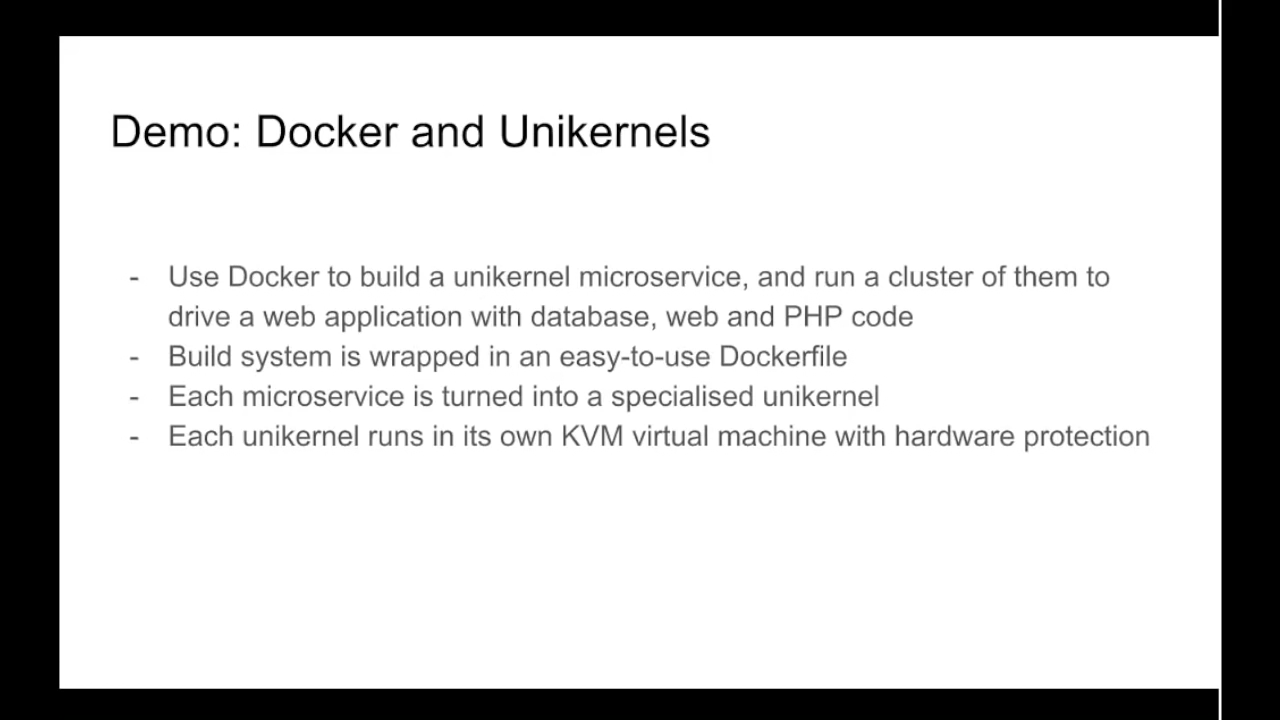 Demo: Docker and Unikernels
- Use Docker to build a unikernel microservice, and run a cluster of them to
drive a web application with database, web and PHP code
- Build system is wrapped in an easy-to-use Dockerfile
- Each microservice is turned into a specialised unikernel
- Each unikernel runs in its own KVM virtual machine with hardware protection